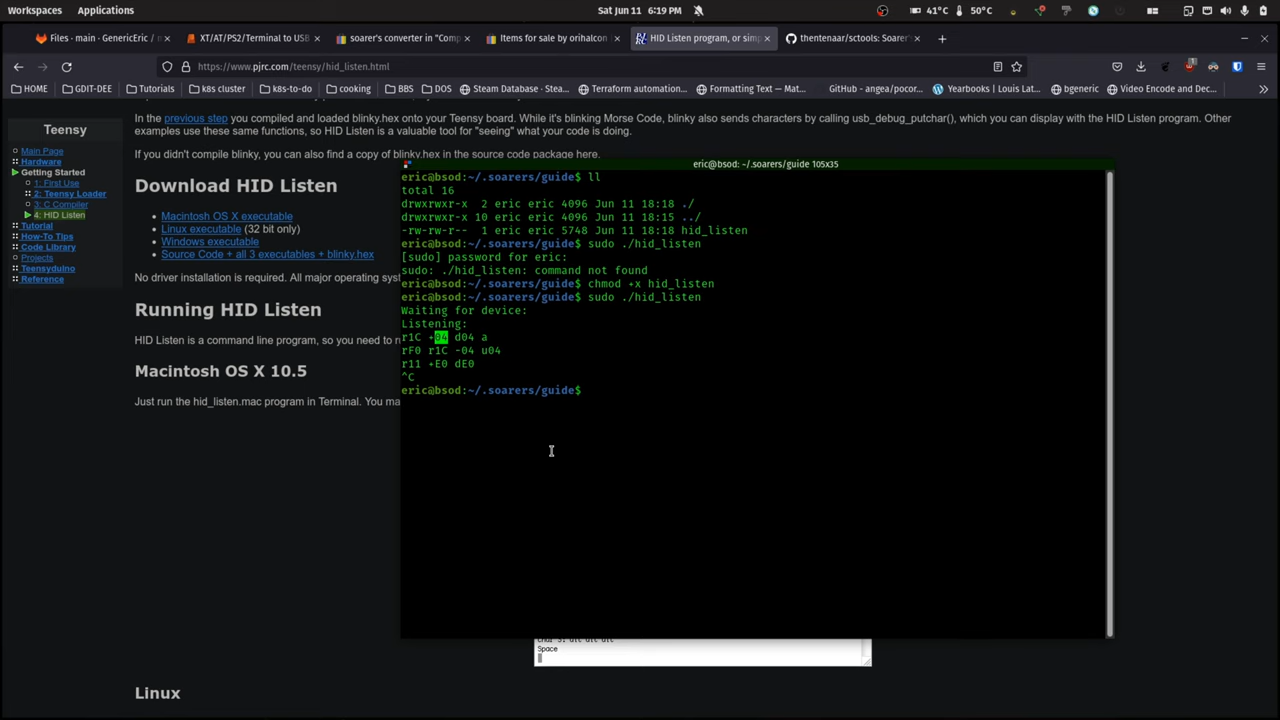 Workspaces Applications Sat Jun 11 6:19 PM 41°C 50°C
Files · main · GenericEric / n × XT/AT/PS2/Terminal to USB × soarer's converter in "Comp × Items for sale by orihalcon × HID Listen program, or simp × thentenaar/sctools: Soarer' × +
https://www.pjrc.com/teensy/hid_listen.html
HOME GDIT-DEE Tutorials k8s cluster k8s-to-do cooking BBS DOS Steam Database · Stea... Terraform automation... Formatting Text — Mat... GitHub - angea/pocor... Yearbooks | Louis Lat... Video Encode and Dec...
Teensy
Main Page
Hardware
Getting Started
1: First Use
2: Teensy Loader
3: C Compiler
4: HID Listen
Tutorial
How-To Tips
Code Library
Projects
Teensyduino
Reference
In the previous step you compiled and loaded blinky.hex onto your Teensy board. While it's blinking Morse Code, blinky also sends characters by calling usb_debug_putchar(), which you can display with the HID Listen program. Other
examples use these same functions, so HID Listen is a valuable tool for "seeing" what your code is doing.
If you didn't compile blinky, you can also find a copy of blinky.hex in the source code package here.
Download HID Listen
Macintosh OS X executable
Linux executable (32 bit only)
Windows executable
Source Code + all 3 executables + blinky.hex
No driver installation is required. All major operating sys
Running HID Listen
HID Listen is a command line program, so you need to r
Macintosh OS X 10.5
Just run the hid_listen.mac program in Terminal. You ma
eric@bsod: ~/.soarers/guide 105x35
eric@bsod:~/.soarers/guide$ ll
total 16
drwxrwxr-x 2 eric eric 4096 Jun 11 18:18 ./
drwxrwxr-x 10 eric eric 4096 Jun 11 18:15 ../
-rw-rw-r-- 1 eric eric 5748 Jun 11 18:18 hid_listen
eric@bsod:~/.soarers/guide$ sudo ./hid_listen
[sudo] password for eric:
sudo: ./hid_listen: command not found
eric@bsod:~/.soarers/guide$ chmod +x hid_listen
eric@bsod:~/.soarers/guide$ sudo ./hid_listen
Waiting for device:
Listening:
r1C +04 d04 a
rF0 r1C -04 u04
r11 +E0 dE0
^C
eric@bsod:~/.soarers/guide$
Space
Linux